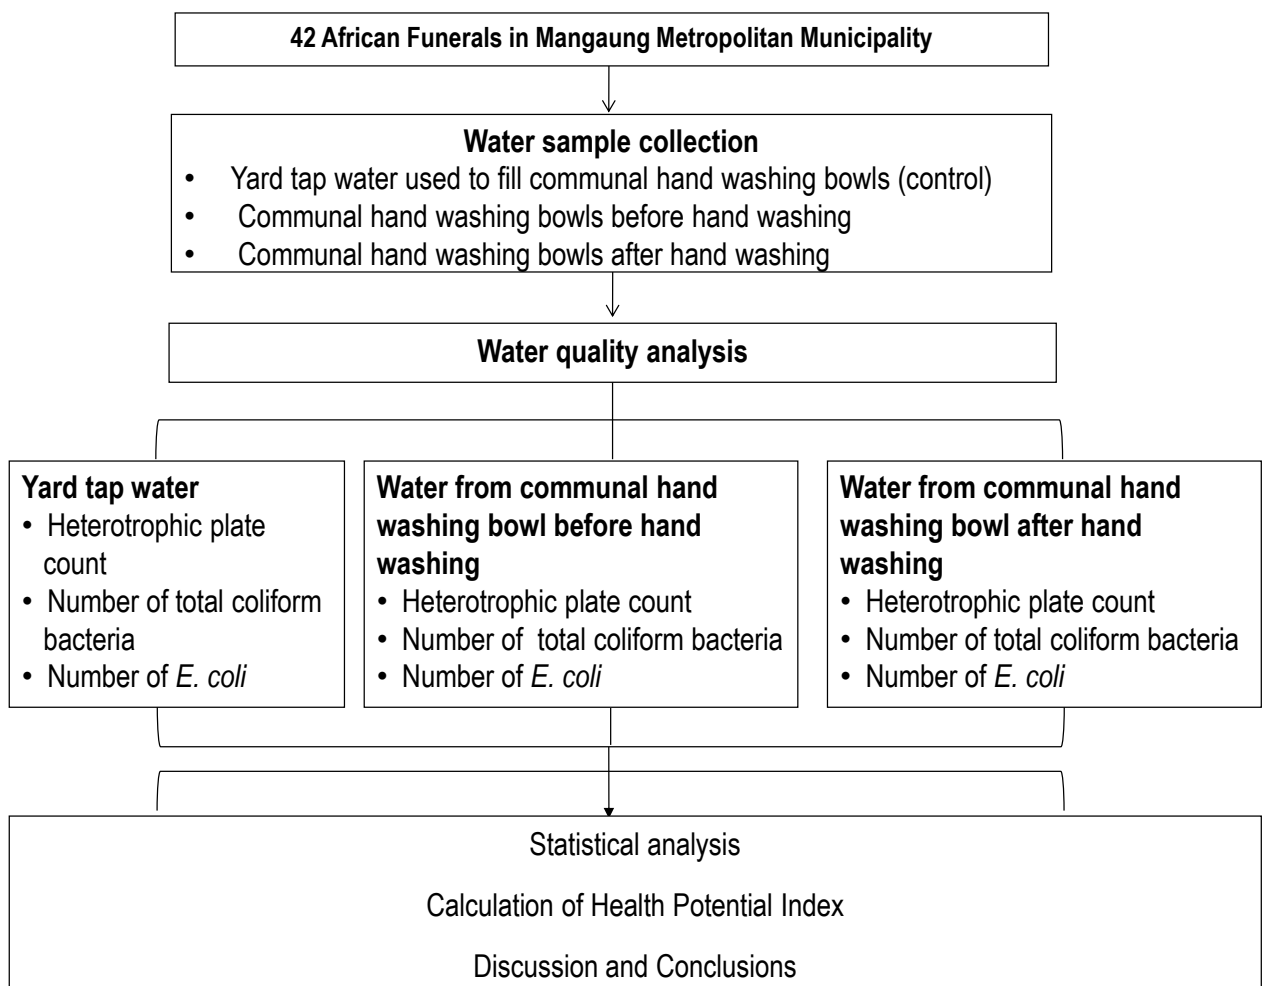 42 African Funerals in Mangaung Metropolitan Municipality
Water sample collection
• Yard tap water used to fill communal hand washing bowls (control)
• Communal hand washing bowls before hand washing
• Communal hand washing bowls after hand washing
Water quality analysis
Yard tap water
• Heterotrophic plate
count
• Number of total coliform
bacteria
• Number of E. coli
Water from communal hand
washing bowl before hand
washing
• Heterotrophic plate count
• Number of total coliform bacteria
• Number of E. coli
Water from communal hand
washing bowl after hand
washing
• Heterotrophic plate count
• Number of total coliform bacteria
• Number of E. coli
Statistical analysis
Calculation of Health Potential Index
Discussion and Conclusions